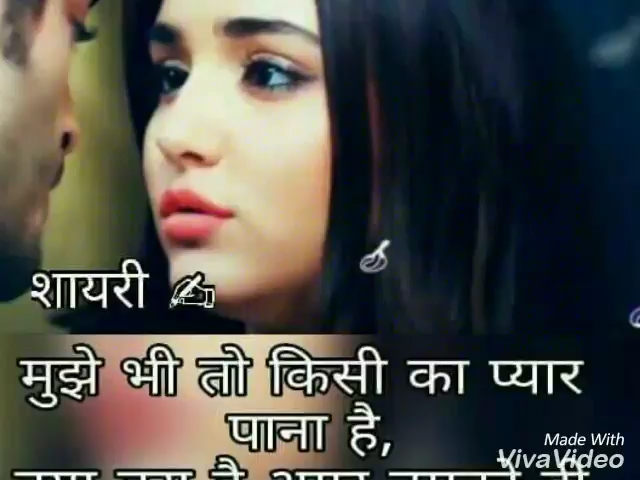 शायरी ✍
मुझे भी तो किसी का प्यार
पाना है,
Made With
VivaVideo